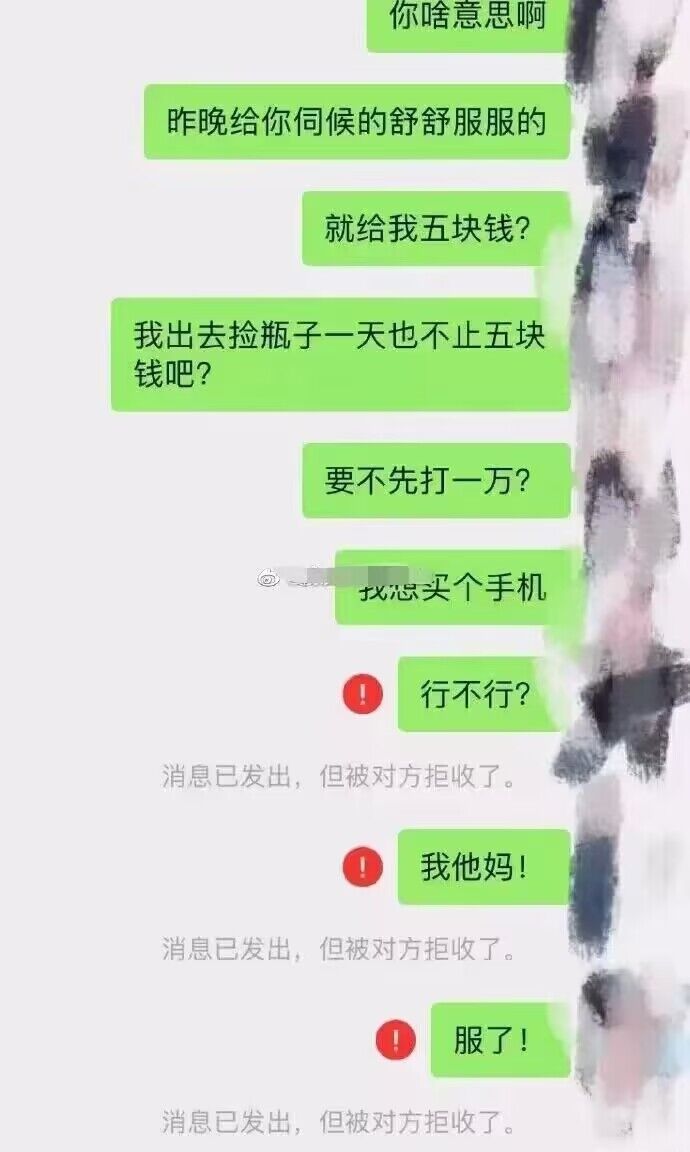 你啥意思啊
昨晚给你伺候的舒舒服服的
就给我五块钱?
我出去捡瓶子一天也不止五块
钱吧?
要不先打一万?
我想买个手机
行不行?
消息已发出，但被对方拒收了。
我他妈!
消息已发出，但被对方拒收了。
服了!
消息已发出，但被对方拒收了。